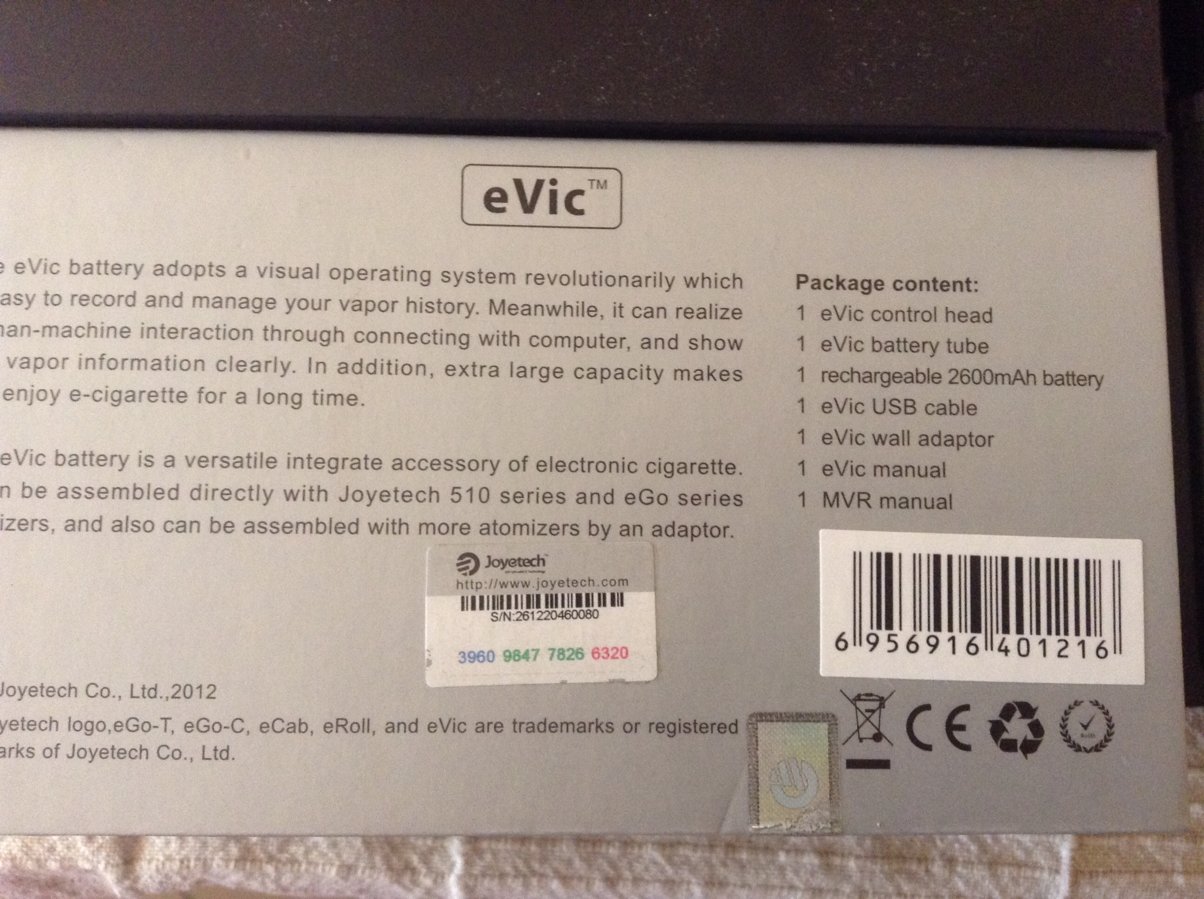 eVic™
e eVic battery adopts a visual operating system revolutionarily which
asy to record and manage your vapor history. Meanwhile, it can realize
man-machine interaction through connecting with computer, and show
vapor information clearly. In addition, extra large capacity makes
enjoy e-cigarette for a long time.
eVic battery is a versatile integrate accessory of electronic cigarette.
n be assembled directly with Joyetech 510 series and eGo series
izers, and also can be assembled with more atomizers by an adaptor.
Package content:
1 eVic control head
1 eVic battery tube
1 rechargeable 2600mAh battery
1 eVic USB cable
1 eVic wall adaptor
1 eVic manual
1 MVR manual
Joyetech™
http://www.joyetech.com
S/N:261220460080
3960 9847 7826 6320
6 956916 401216
Joyetech Co., Ltd.,2012
yetech logo,eGo-T, eGo-C, eCab, eRoll, and eVic are trademarks or registered
arks of Joyetech Co., Ltd.
CE
RoHS